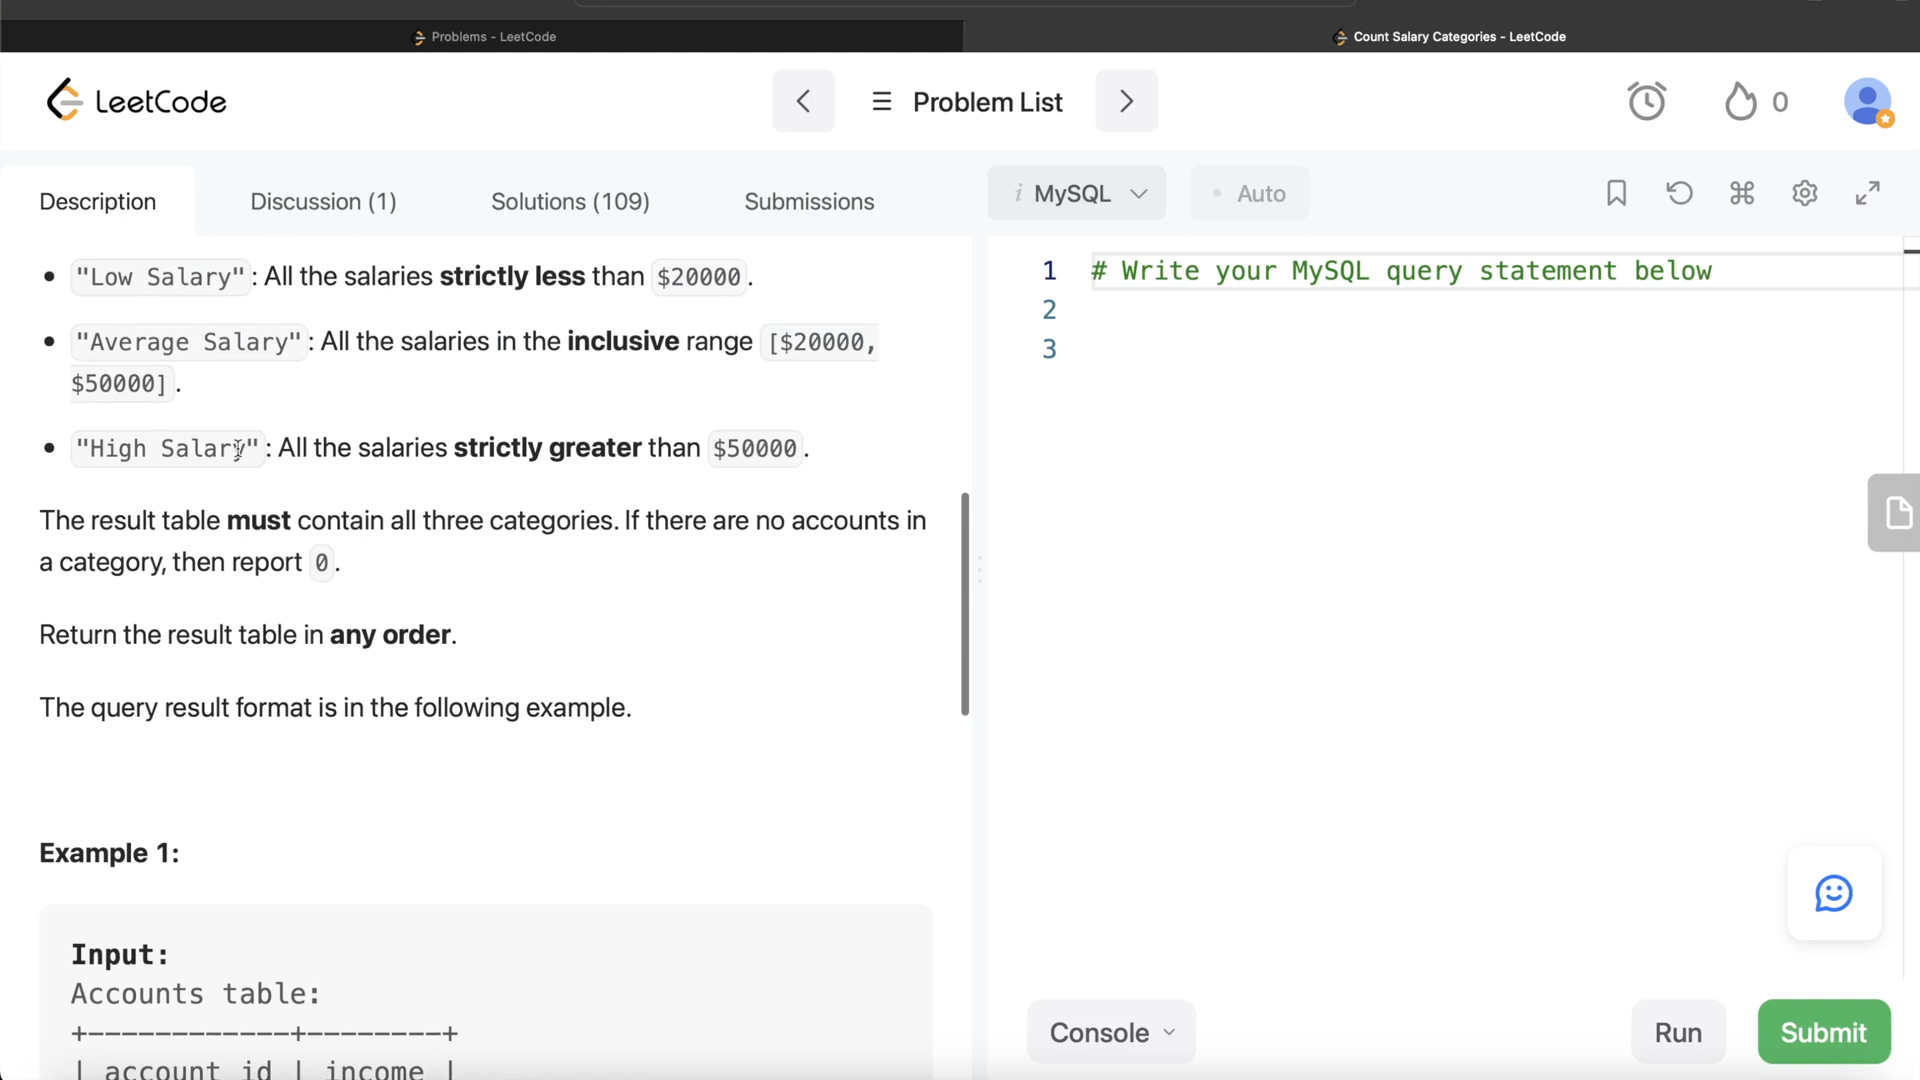 Problems - LeetCode
Count Salary Categories - LeetCode
LeetCode
Problem List
0
Description
Discussion (1)
Solutions (109)
Submissions
i MySQL
Auto
"Low Salary": All the salaries strictly less than $20000.
"Average Salary": All the salaries in the inclusive range [$20000,
$50000].
"High Salary": All the salaries strictly greater than $50000.
The result table must contain all three categories. If there are no accounts in
a category, then report 0.
Return the result table in any order.
The query result format is in the following example.
Example 1:
Input:
Accounts table:
+------------+--------+
| account_id | income |
1 # Write your MySQL query statement below
2
3
Console
Run
Submit